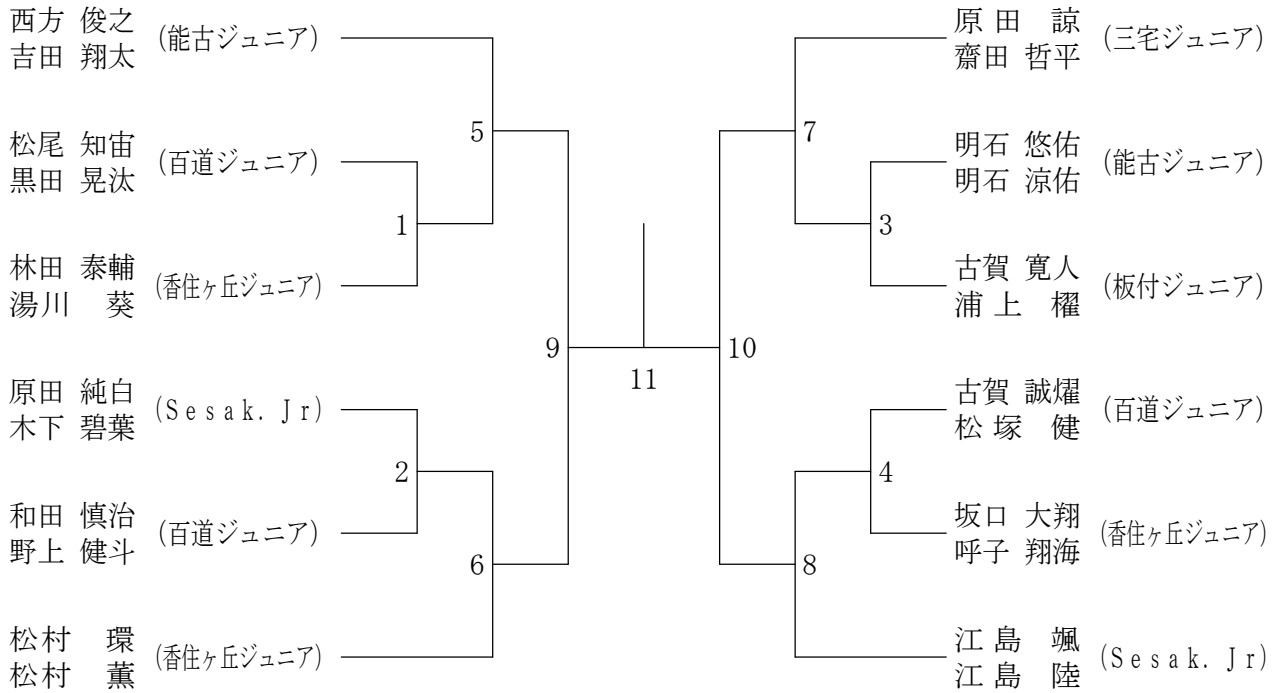 西方 俊之
吉田 翔太
(能古ジュニア)
松尾 知宙
黒田 晃汰
(百道ジュニア)
林田 泰輔
湯川 葵
(香住ヶ丘ジュニア)
原田 純白
木下 碧葉
(Sesak. Jr)
和田 慎治
野上 健斗
(百道ジュニア)
松村 環
松村 薫
(香住ヶ丘ジュニア)
5
1
2
6
9
11
10
7
3
4
8
原田 諒
齋田 哲平
(三宅ジュニア)
明石 悠佑
明石 涼佑
(能古ジュニア)
古賀 寛人
浦上 櫂
(板付ジュニア)
古賀 誠燿
松塚 健
(百道ジュニア)
坂口 大翔
呼子 翔海
(香住ヶ丘ジュニア)
江島 颯
江島 陸
(Sesak. Jr)